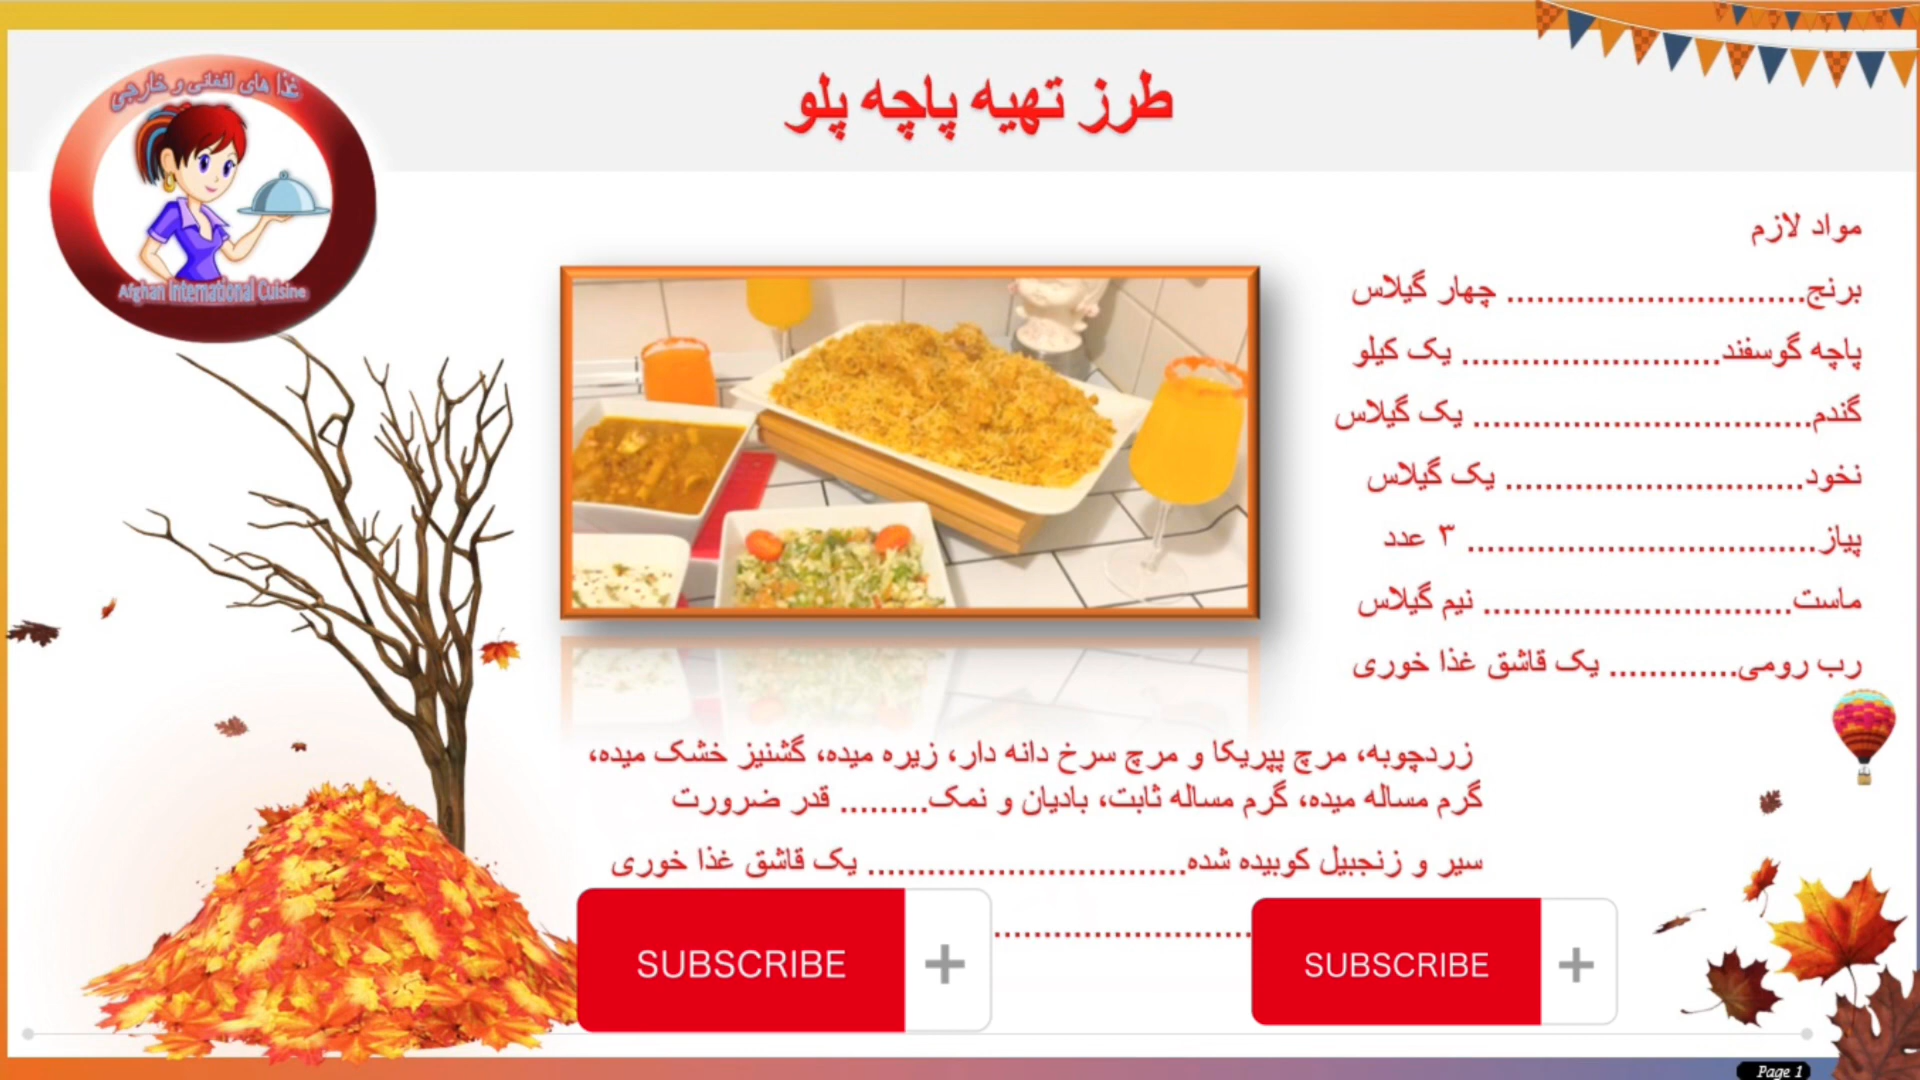 غذا های افغانی و خارجی
Afghan International Cuisine
طرز تهیه پاچه پلو
مواد لازم
برنج.............................. چهار گیلاس
پاچه گوسفند.......................... یک کیلو
گندم.................................. یک گیلاس
نخود.............................. یک گیلاس
پیاز................................... ۳ عدد
ماست............................... نیم گیلاس
رب رومی............. یک قاشق غذا خوری
زردچوبه، مرچ پپریکا و مرچ سرخ دانه دار، زیره میده، گشنیز خشک میده،
گرم مساله میده، گرم مساله ثابت، بادیان و نمک......... قدر ضرورت
سیر و زنجبیل کوبیده شده................................ یک قاشق غذا خوری
..........................
SUBSCRIBE +
SUBSCRIBE +
Page 1